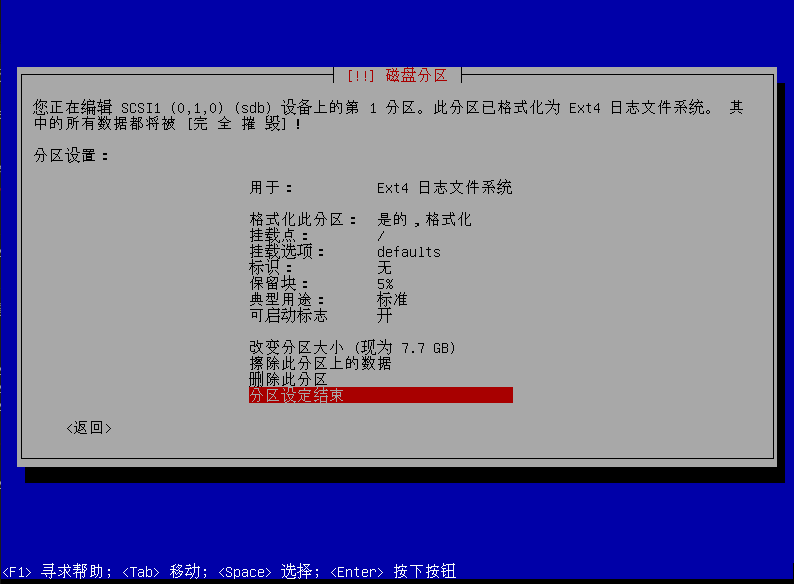 [!!] 磁盘分区
您正在编辑 SCSI1 (0,1,0) (sdb) 设备上的第 1 分区。此分区已格式化为 Ext4 日志文件系统。 其
中的所有数据都将被 [完 全 摧 毁]！
分区设置：
用于： Ext4 日志文件系统
格式化此分区： 是的，格式化
挂载点： /
挂载选项： defaults
标识： 无
保留块： 5%
典型用途： 标准
可启动标志 开
改变分区大小 (现为 7.7 GB)
擦除此分区上的数据
删除此分区
分区设定结束
<返回>
<F1> 寻求帮助; <Tab> 移动; <Space> 选择; <Enter> 按下按钮